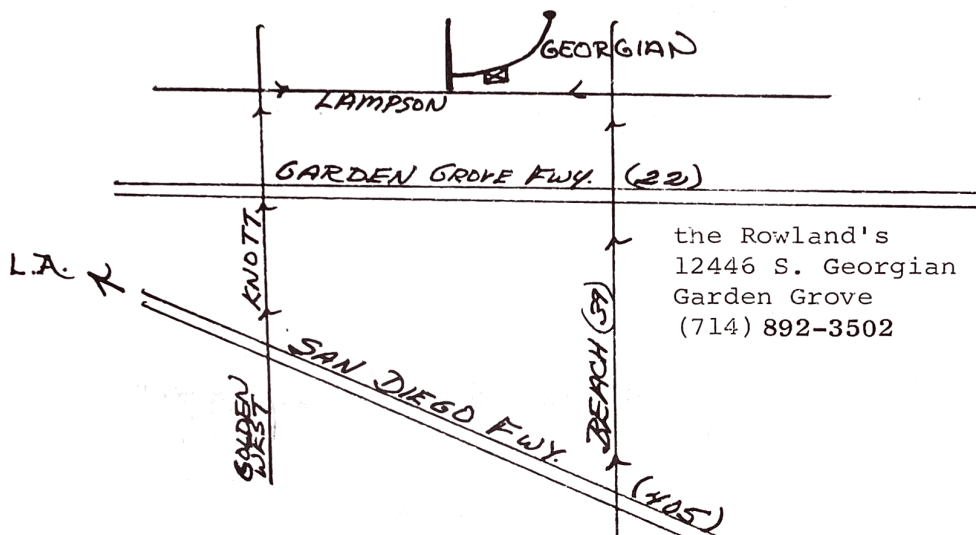 GEORGIAN
LAMPSON
GARDEN GROVE FWY. (22)
the Rowland's
12446 S. Georgian
Garden Grove
(714) 892-3502
L.A.
KNOTT
BEACH (39)
SAN DIEGO FWY.
(405)
GOLDEN
WEST